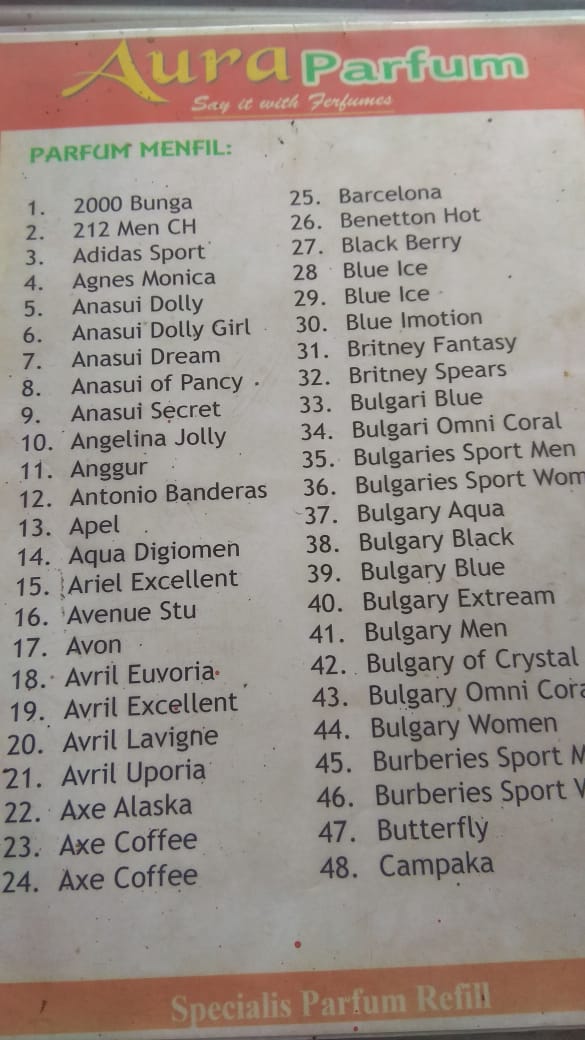 Aura Parfum
Say it with Ferfumes
PARFUM MENFIL:
1. 2000 Bunga
2. 212 Men CH
3. Adidas Sport
4. Agnes Monica
5. Anasui Dolly
6. Anasui Dolly Girl
7. Anasui Dream
8. Anasui of Pancy
9. Anasui Secret
10. Angelina Jolly
11. Anggur
12. Antonio Banderas
13. Apel
14. Aqua Digiomen
15. Ariel Excellent
16. Avenue Stu
17. Avon
18. Avril Euvoria
19. Avril Excellent
20. Avril Lavigne
21. Avril Uporia
22. Axe Alaska
23. Axe Coffee
24. Axe Coffee
25. Barcelona
26. Benetton Hot
27. Black Berry
28 Blue Ice
29. Blue Ice
30. Blue Imotion
31. Britney Fantasy
32. Britney Spears
33. Bulgari Blue
34. Bulgari Omni Coral
35. Bulgaries Sport Men
36. Bulgaries Sport Wom
37. Bulgary Aqua
38. Bulgary Black
39. Bulgary Blue
40. Bulgary Extream
41. Bulgary Men
42. Bulgary of Crystal
43. Bulgary Omni Cora
44. Bulgary Women
45. Burberies Sport M
46. Burberies Sport
47. Butterfly
48. Campaka
Specialis Parfum Refill